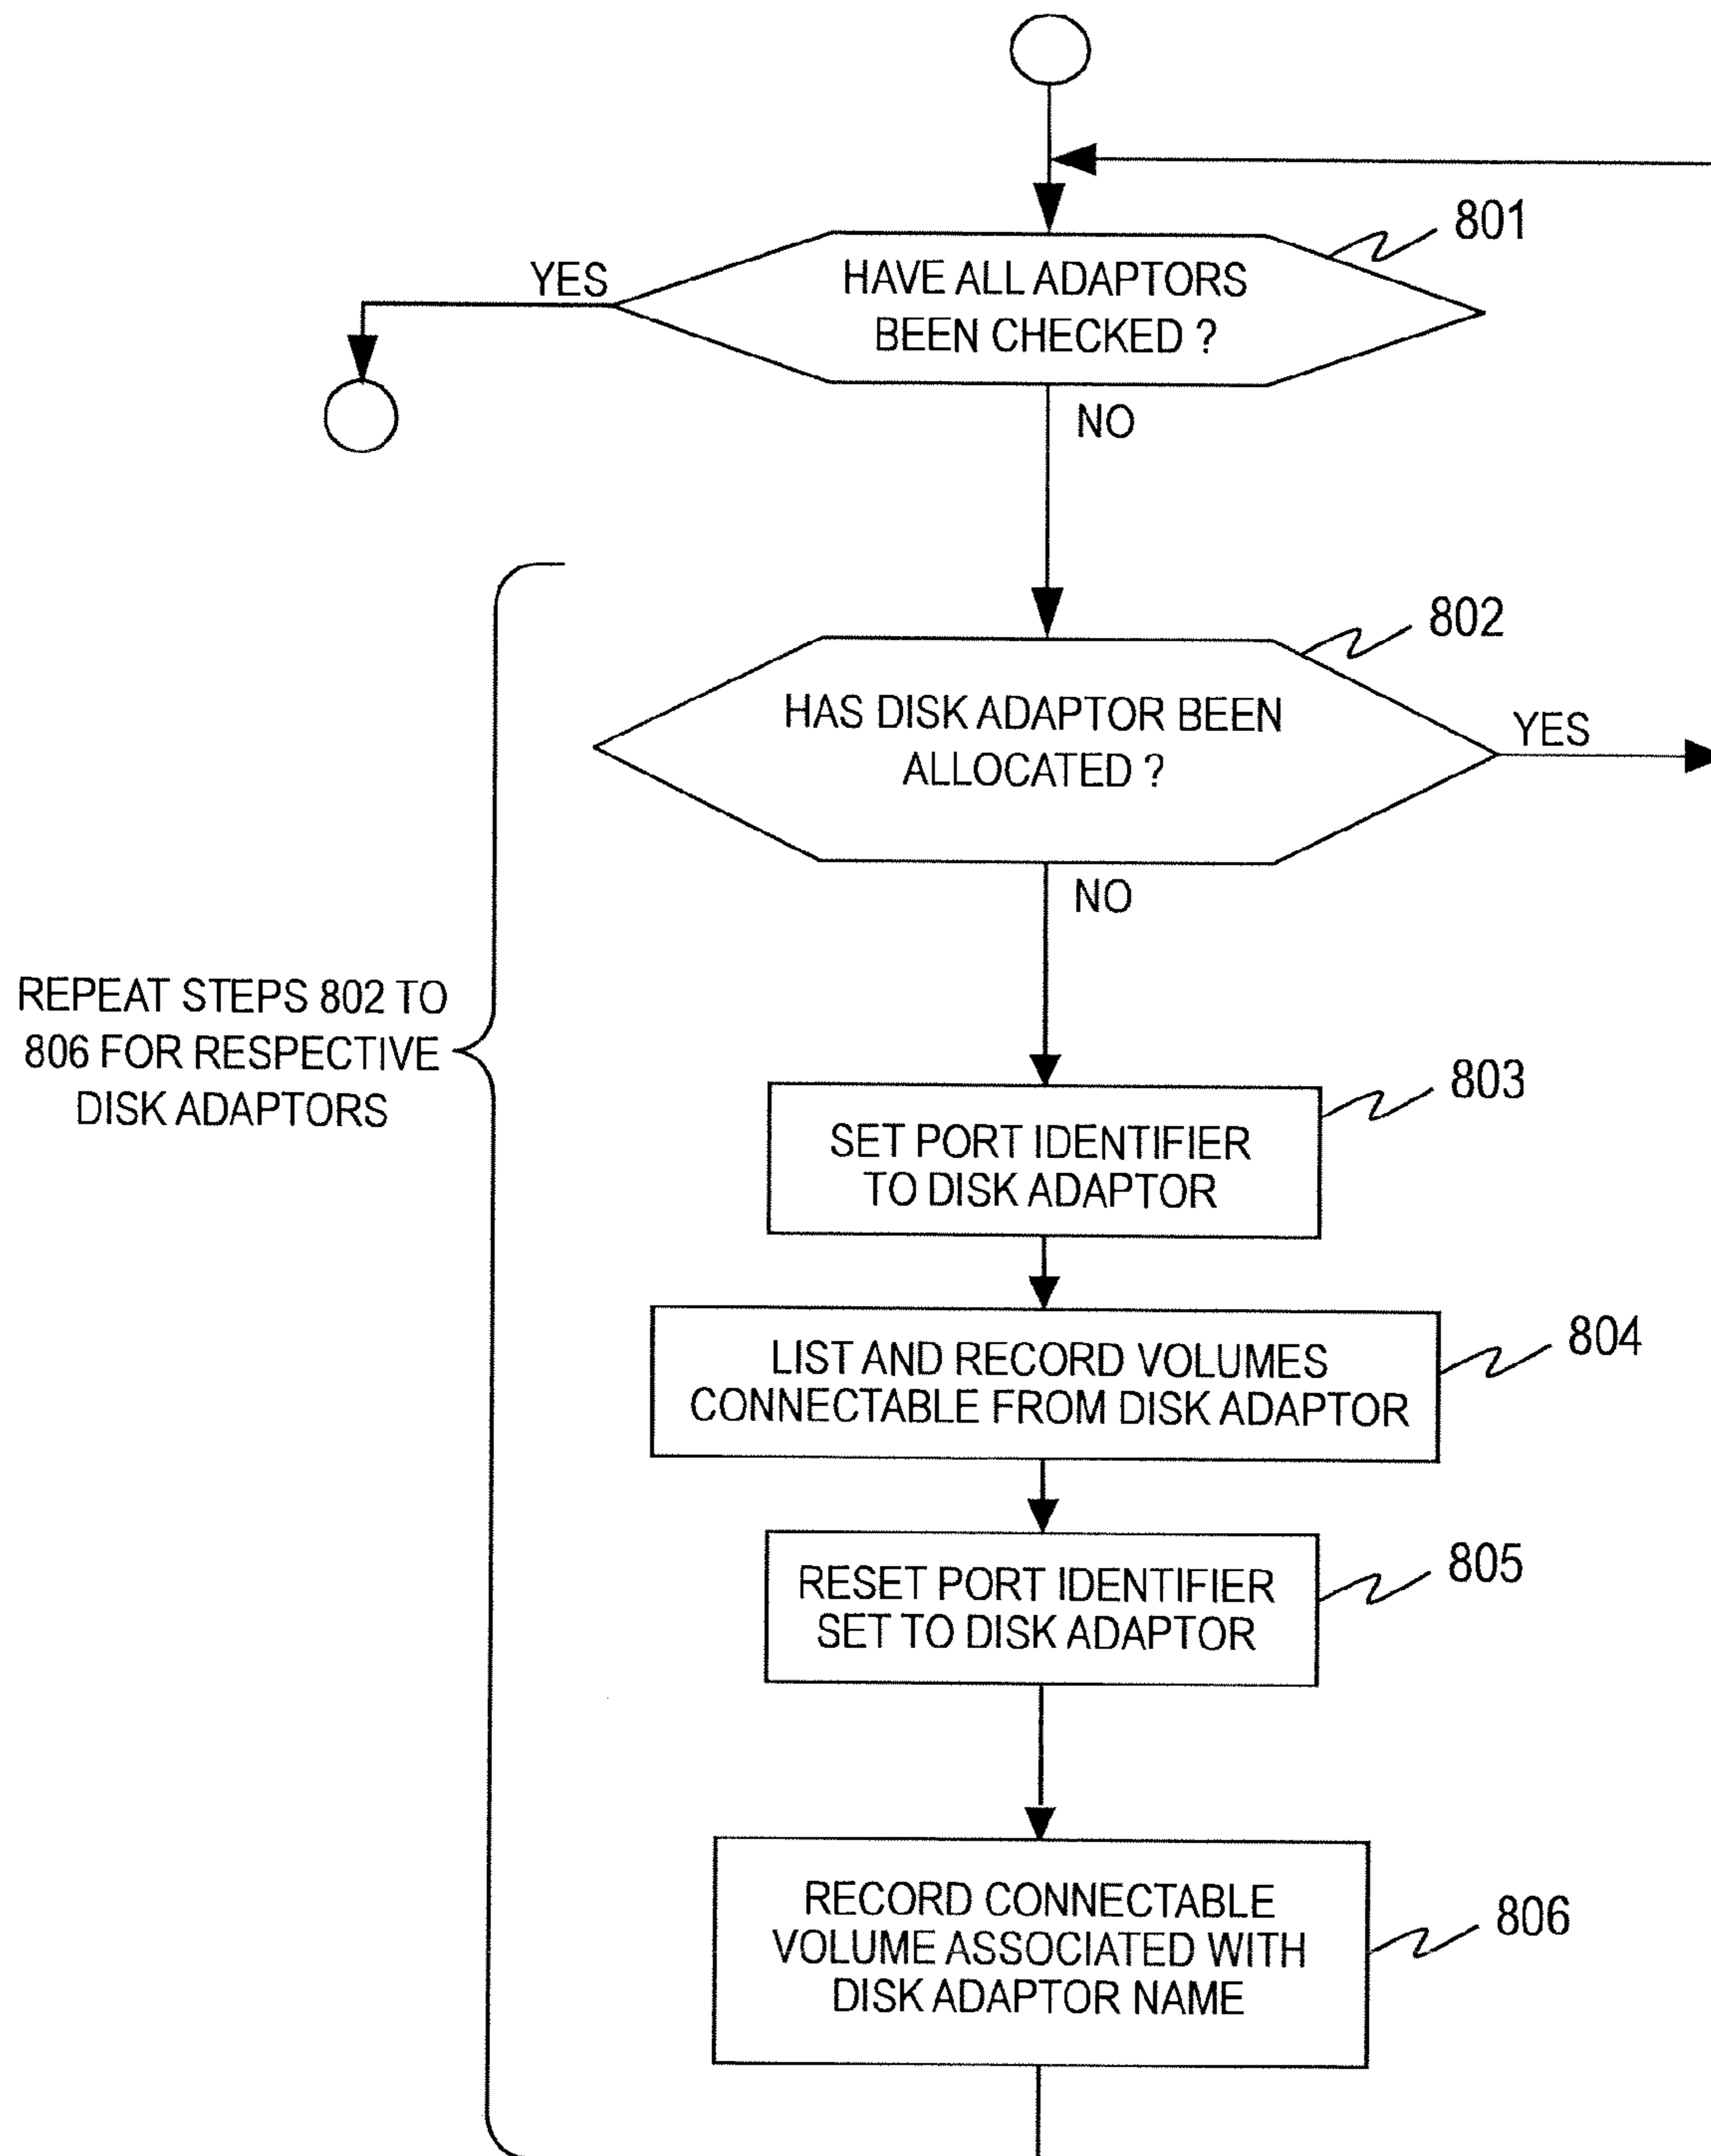 801
YES
HAVE ALL ADAPTORS
BEEN CHECKED ?
NO
802
HAS DISK ADAPTOR BEEN
ALLOCATED ?
YES
NO
REPEAT STEPS 802 TO
806 FOR RESPECTIVE
DISK ADAPTORS
803
SET PORT IDENTIFIER
TO DISK ADAPTOR
804
LIST AND RECORD VOLUMES
CONNECTABLE FROM DISK ADAPTOR
805
RESET PORT IDENTIFIER
SET TO DISK ADAPTOR
806
RECORD CONNECTABLE
VOLUME ASSOCIATED WITH
DISK ADAPTOR NAME